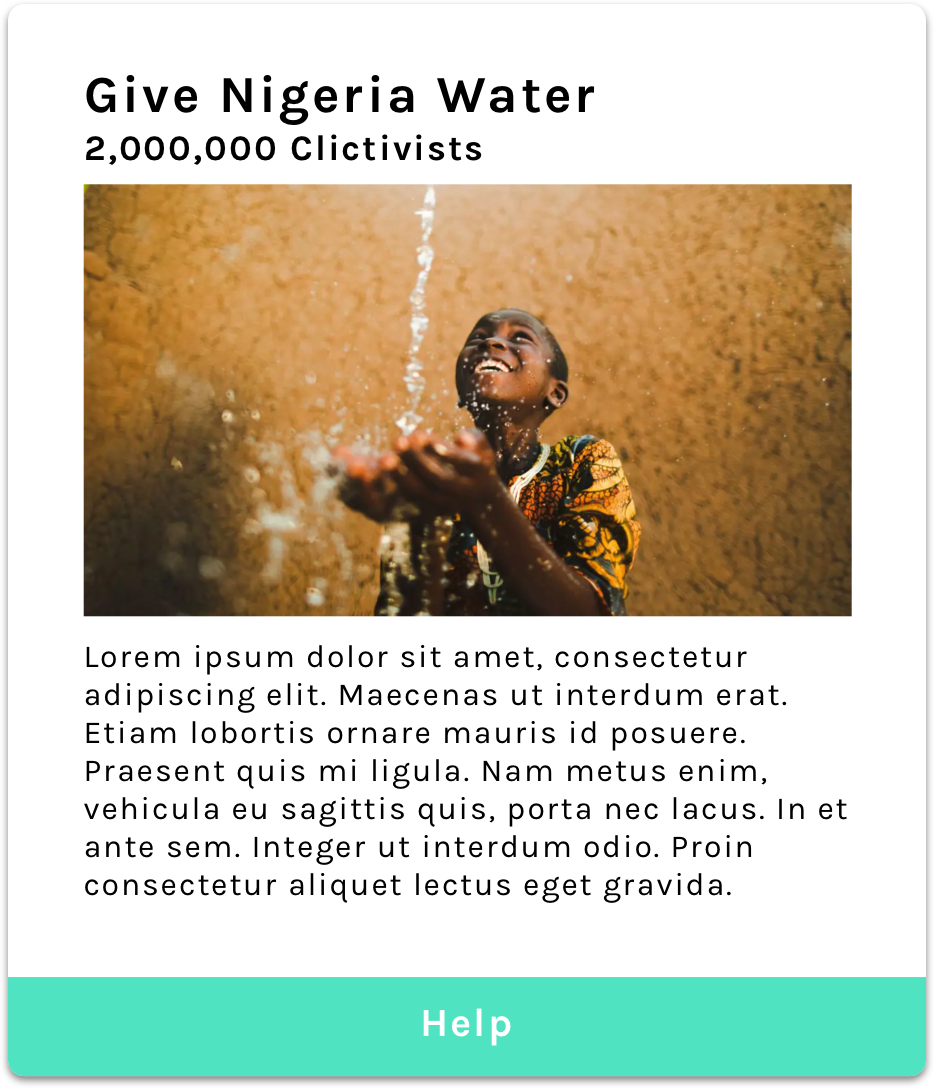 Give Nigeria Water
2,000,000 Clictivists
Lorem ipsum dolor sit amet, consectetur
adipiscing elit. Maecenas ut interdum erat.
Etiam lobortis ornare mauris id posuere.
Praesent quis mi ligula. Nam metus enim,
vehicula eu sagittis quis, porta nec lacus. In et
ante sem. Integer ut interdum odio. Proin
consectetur aliquet lectus eget gravida.
Help